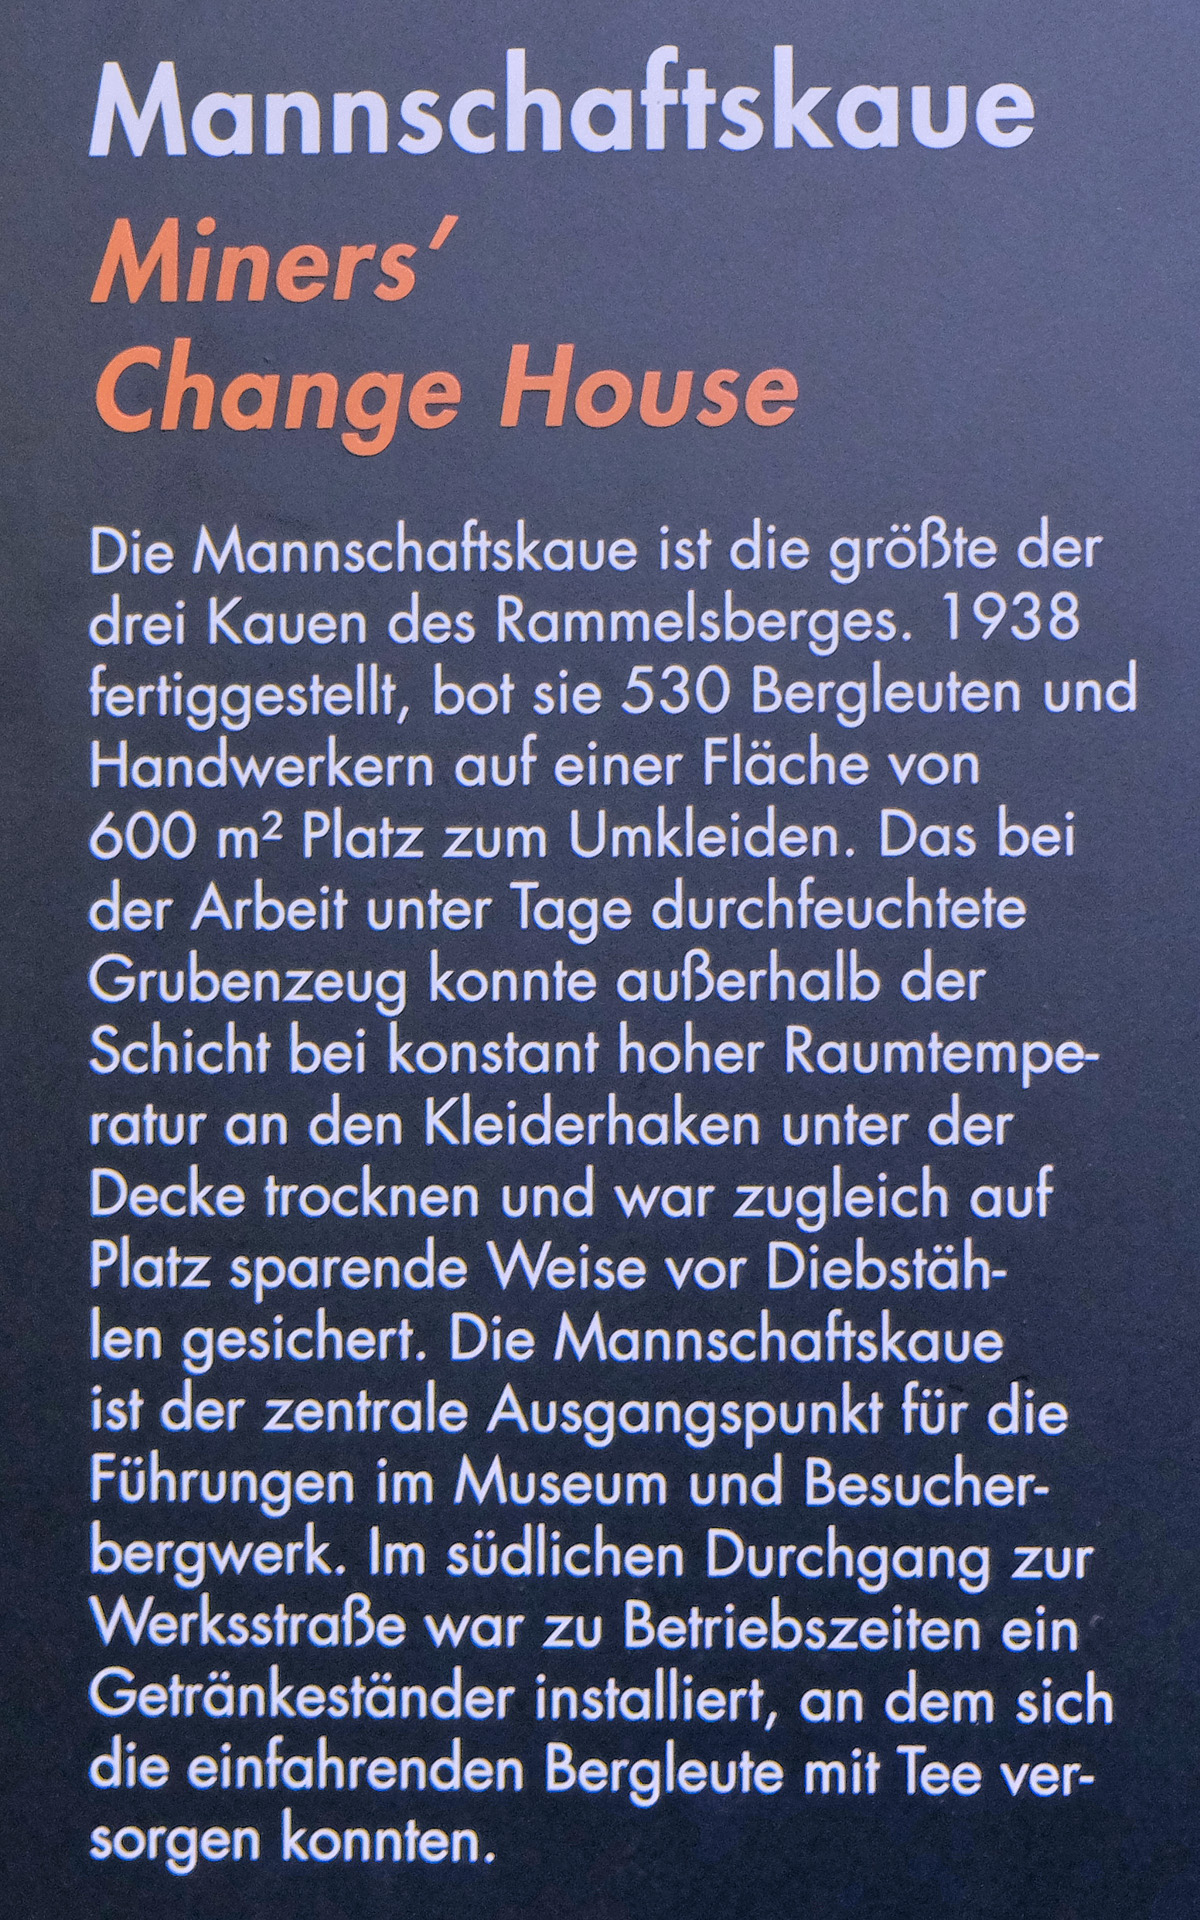 Mannschaftskaue
Miners'
Change House
Die Mannschaftskaue ist die größte der
drei Kauen des Rammelsberges. 1938
fertiggestellt, bot sie 530 Bergleuten und
Handwerkern auf einer Fläche von
600 m² Platz zum Umkleiden. Das bei
der Arbeit unter Tage durchfeuchtete
Grubenzeug konnte außerhalb der
Schicht bei konstant hoher Raumtempe-
ratur an den Kleiderhaken unter der
Decke trocknen und war zugleich auf
Platz sparende Weise vor Diebstäh-
len gesichert. Die Mannschaftskaue
ist der zentrale Ausgangspunkt für die
Führungen im Museum und Besucher-
bergwerk. Im südlichen Durchgang zur
Werksstraße war zu Betriebszeiten ein
Getränkeständer installiert, an dem sich
die einfahrenden Bergleute mit Tee ver-
sorgen konnten.